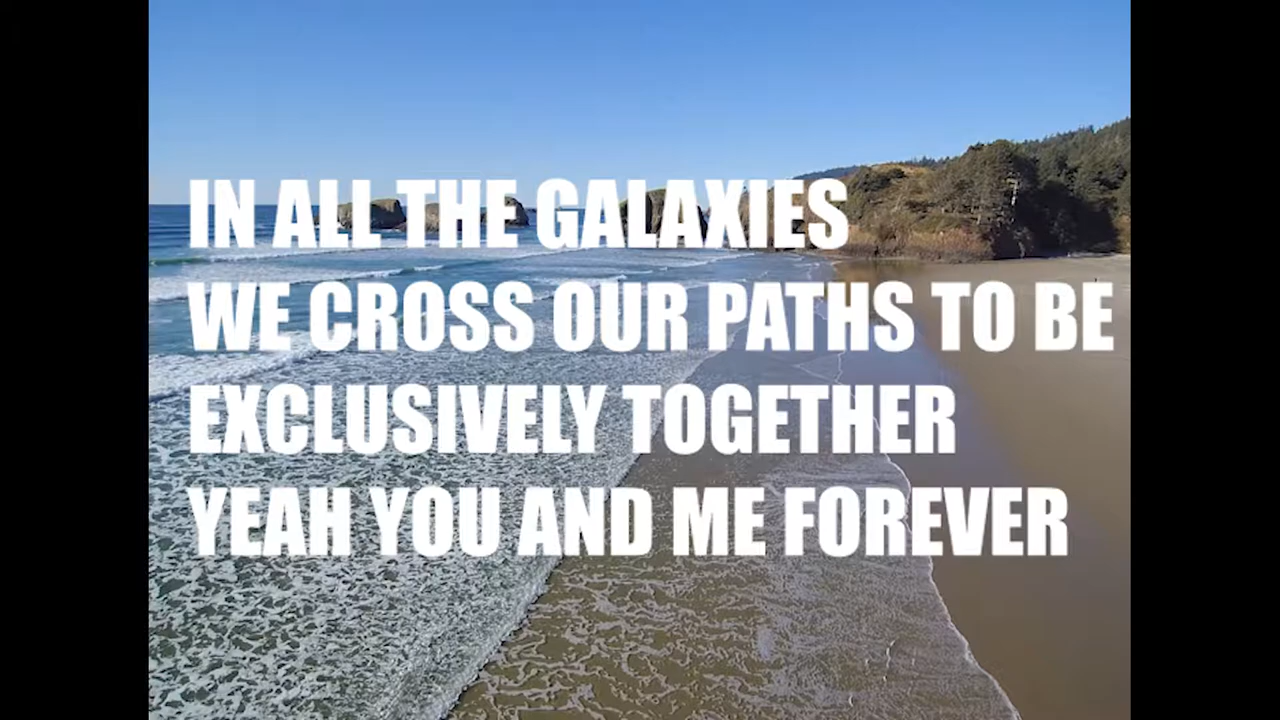 IN ALL THE GALAXIES
WE CROSS OUR PATHS TO BE
EXCLUSIVELY TOGETHER
YEAH YOU AND ME FOREVER